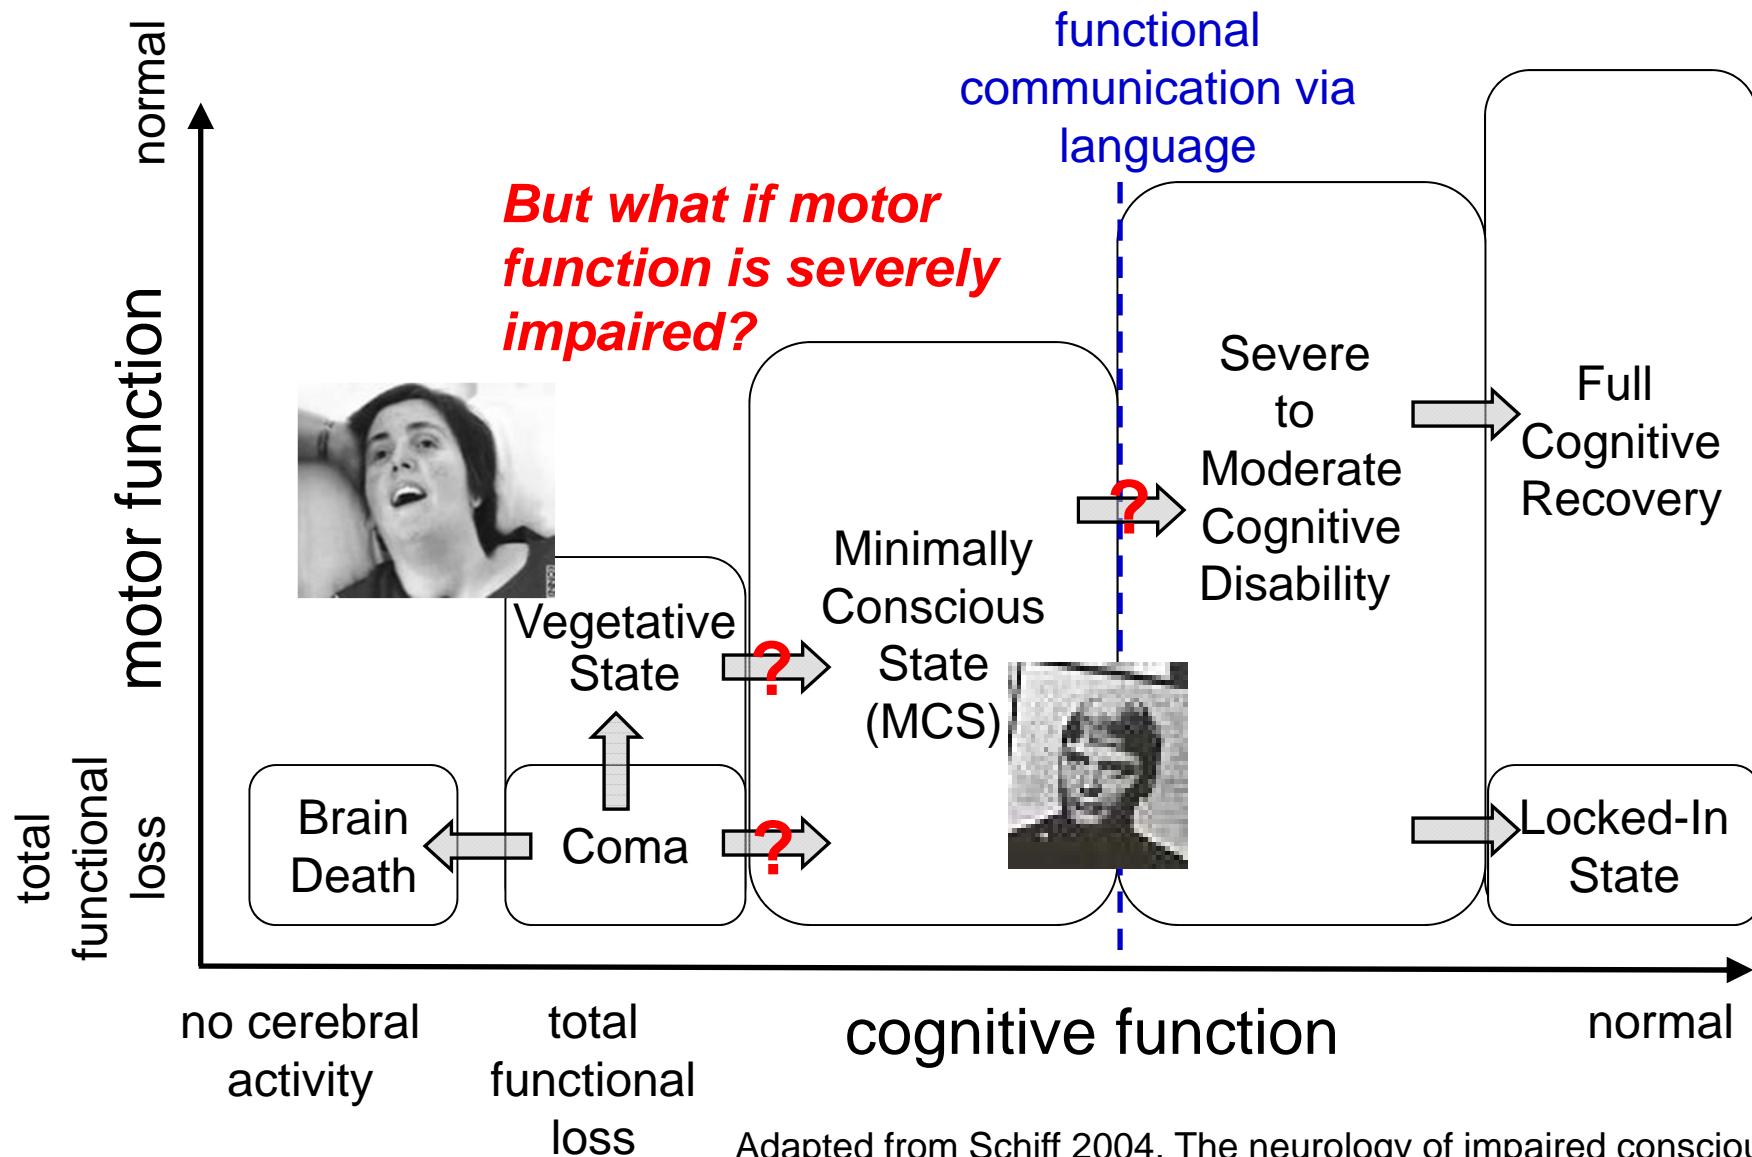 functional
communication via
language
normal
But what if motor
function is severely
impaired?
motor function
Severe
to
Moderate
Cognitive
Disability
Full
Cognitive
Recovery
?
Minimally
Conscious
State
(MCS)
Vegetative
State
?
Brain
Death
Coma
?
Locked-In
State
total
functional
loss
no cerebral
activity
total
functional
loss
cognitive function
normal
Adapted from Schiff 2004, The neurology of impaired